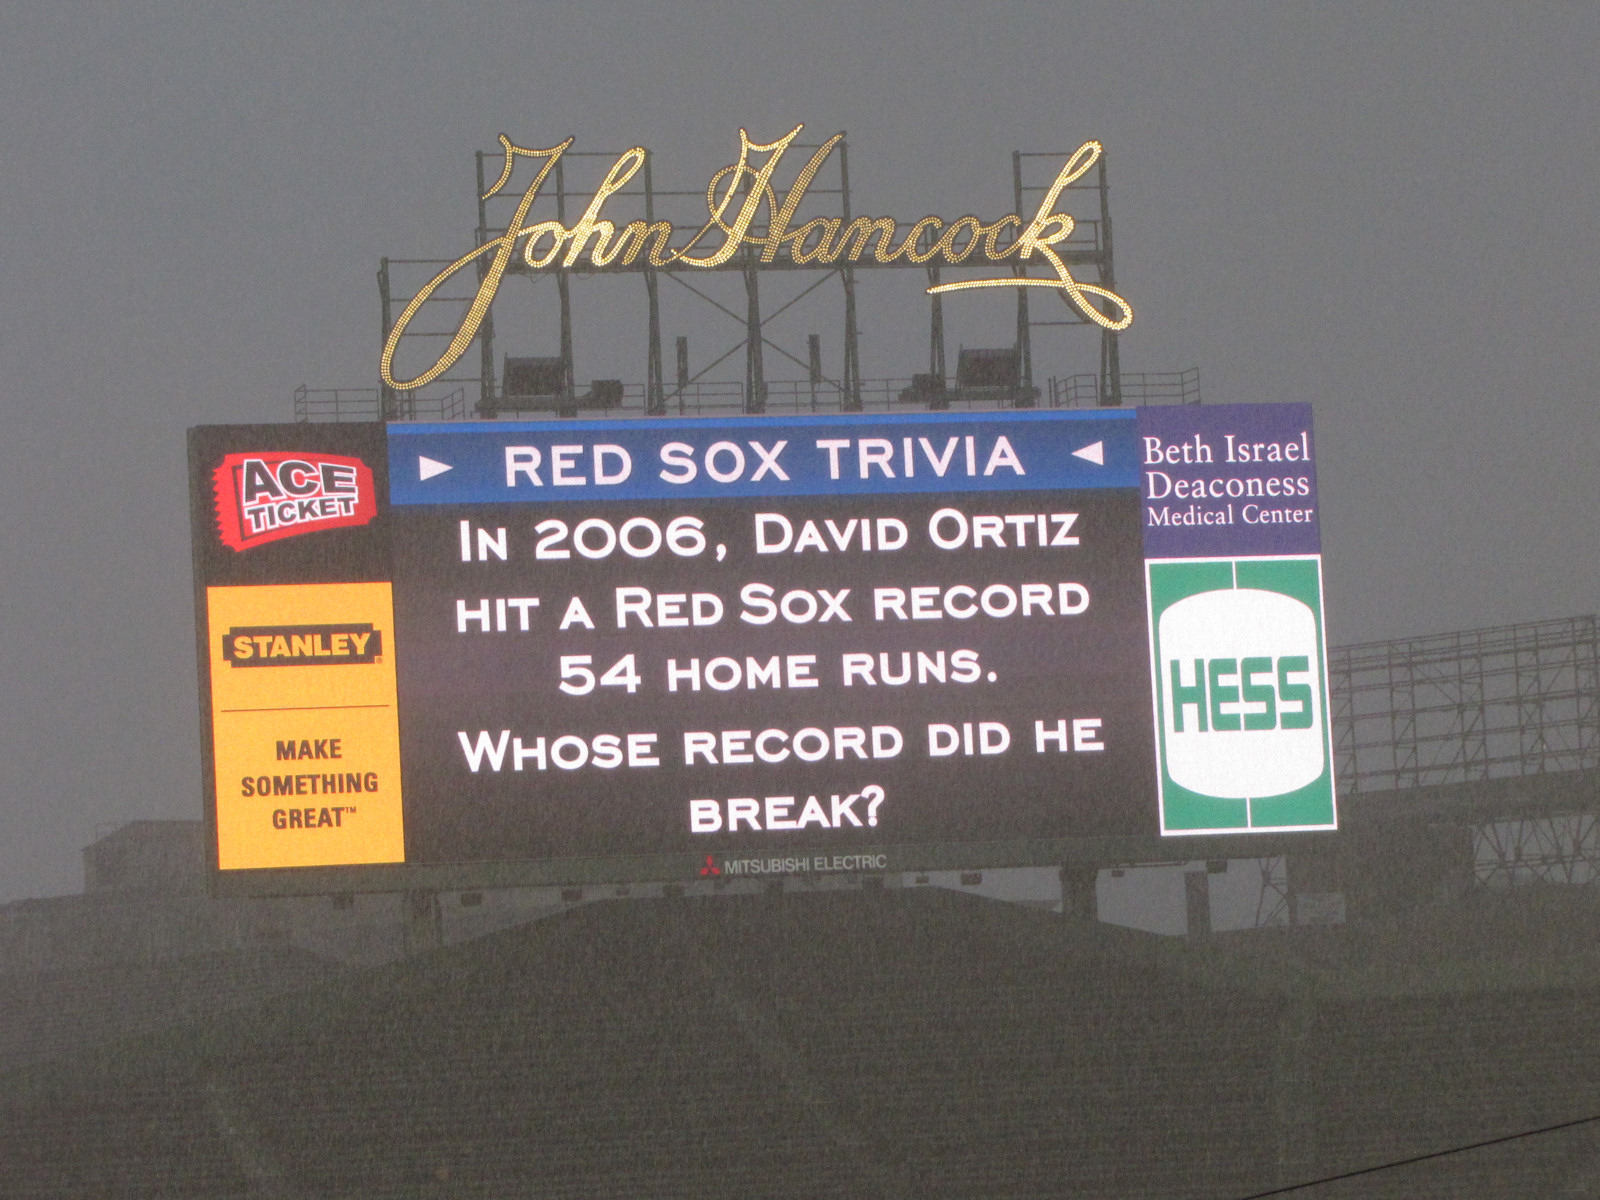 John Hancock
ACE
TICKET
STANLEY
MAKE
SOMETHING
GREAT™
RED SOX TRIVIA
IN 2006, DAVID ORTIZ
HIT A RED SOX RECORD
54 HOME RUNS.
WHOSE RECORD DID HE
BREAK?
Beth Israel
Deaconess
Medical Center
HESS
MITSUBISHI ELECTRIC